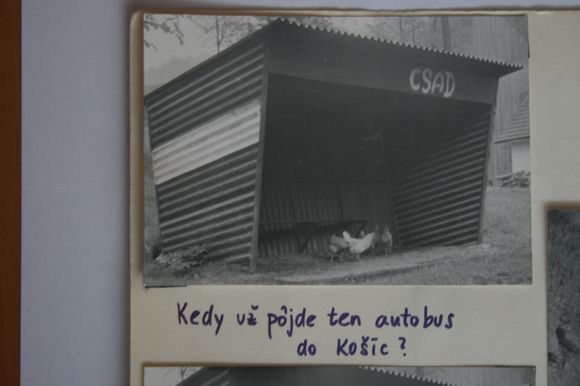 CSAD
Kedy už pôjde ten autobus
do Košíc?